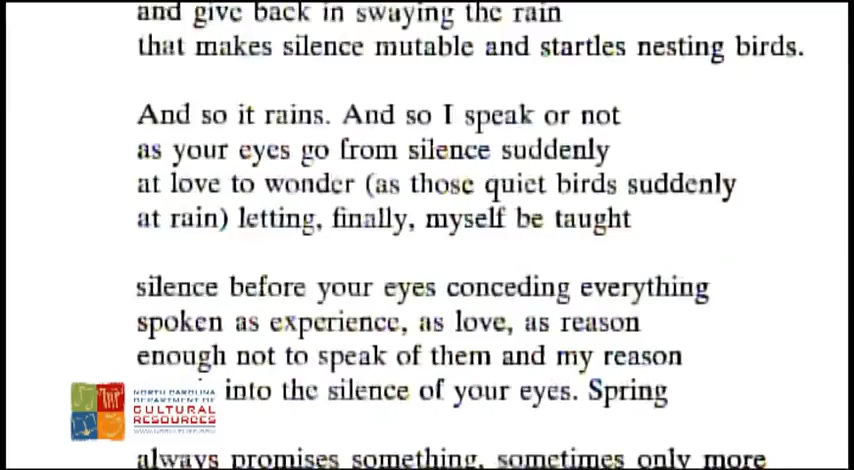 and give back in swaying the rain
that makes silence mutable and startles nesting birds.
And so it rains. And so I speak or not
as your eyes go from silence suddenly
at love to wonder (as those quiet birds suddenly
at rain) letting, finally, myself be taught
silence before your eyes conceding everything
spoken as experience, as love, as reason
enough not to speak of them and my reason
into the silence of your eyes. Spring
always promises something, sometimes only more
NORTH CAROLINA
DEPARTMENT OF
CULTURAL
RESOURCES